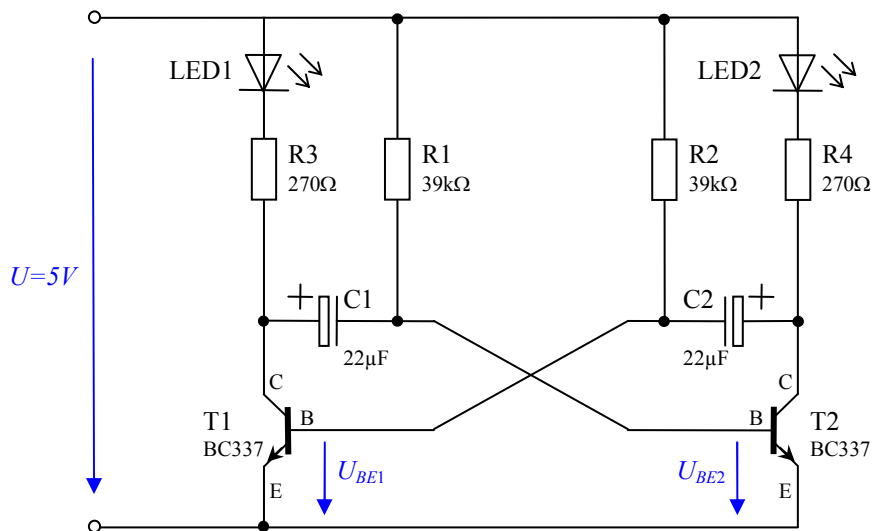 LED1
LED2
R3
270Ω
R1
39kΩ
R2
39kΩ
R4
270Ω
U=5V
+
C1
22µF
C2
+
22µF
C
C
T1
BC337
B
B
T2
BC337
U_BE1
U_BE2
E
E